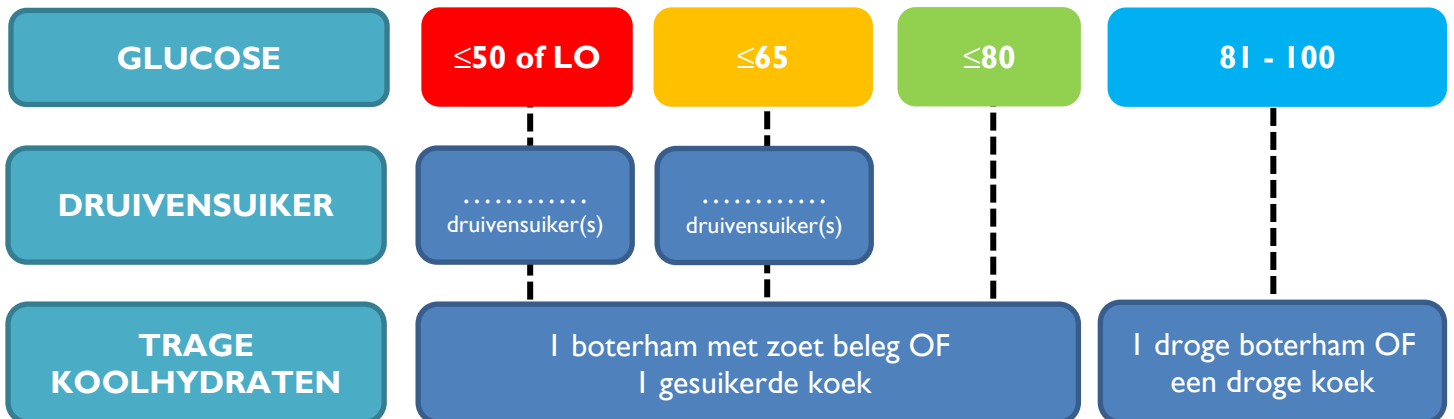 GLUCOSE
≤50 of LO
≤65
≤80
81 - 100
DRUIVENSUIKER
............
druivensuiker(s)
............
druivensuiker(s)
TRAGE
KOOLHYDRATEN
1 boterham met zoet beleg OF
1 gesuikerde koek
1 droge boterham OF
een droge koek